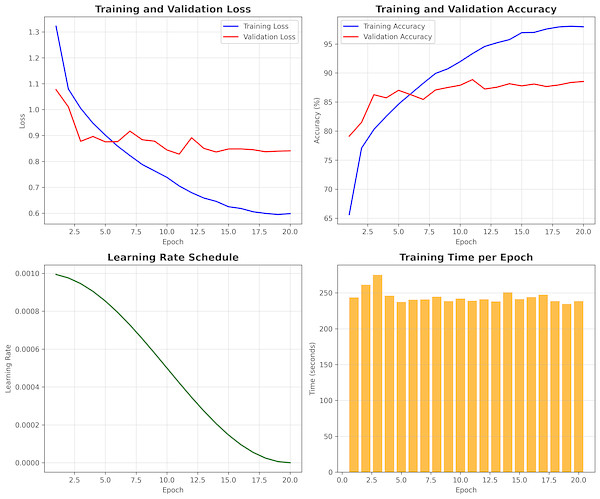 Training and Validation Loss
Training Loss
Validation Loss
1.3
1.2
1.1
1.0
0.9
0.8
0.7
0.6
Loss
2.5 5.0 7.5 10.0 12.5 15.0 17.5 20.0
Epoch
Training and Validation Accuracy
Training Accuracy
Validation Accuracy
95
90
85
80
75
70
65
Accuracy (%)
2.5 5.0 7.5 10.0 12.5 15.0 17.5 20.0
Epoch
Learning Rate Schedule
0.0010
0.0008
0.0006
0.0004
0.0002
0.0000
Learning Rate
2.5 5.0 7.5 10.0 12.5 15.0 17.5 20.0
Epoch
Training Time per Epoch
250
200
150
100
50
0
Time (seconds)
0.0 2.5 5.0 7.5 10.0 12.5 15.0 17.5 20.0
Epoch